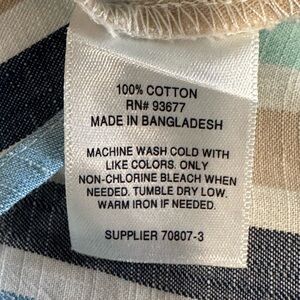 100% COTTON
RN# 93677
MADE IN BANGLADESH
MACHINE WASH COLD WITH
LIKE COLORS. ONLY
NON-CHLORINE BLEACH WHEN
NEEDED. TUMBLE DRY LOW.
WARM IRON IF NEEDED.
SUPPLIER 70807-3